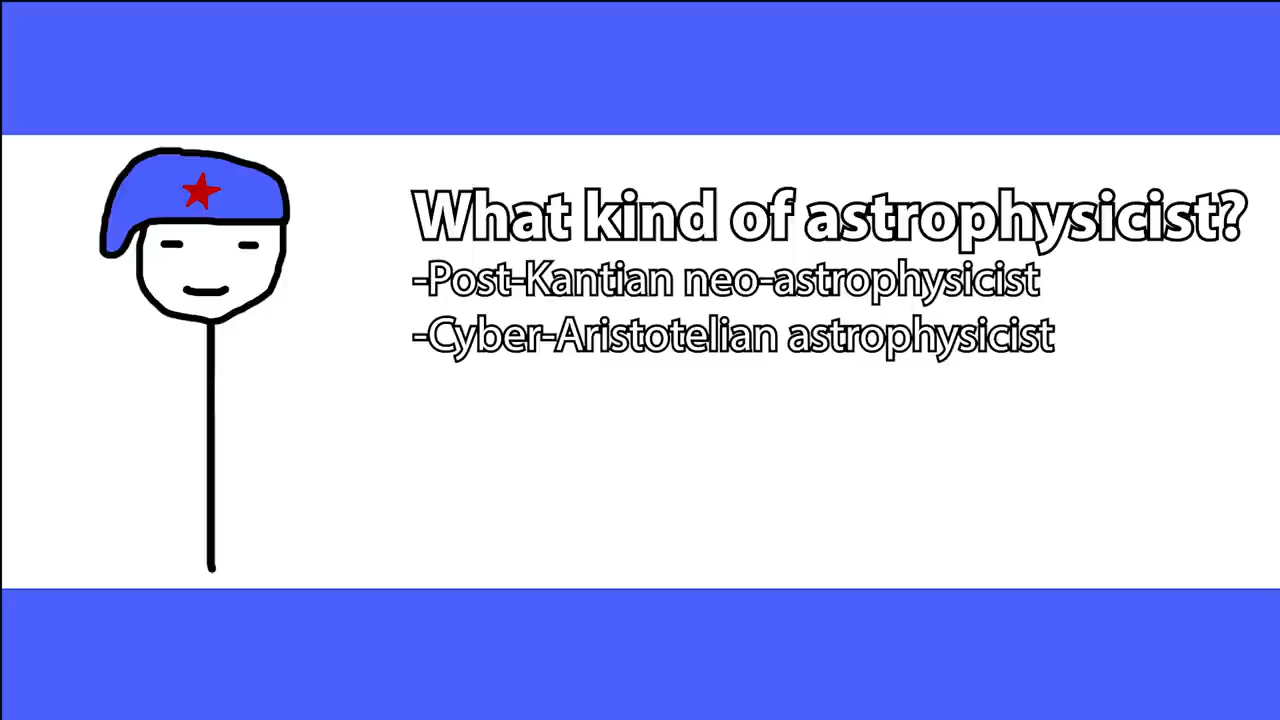 What kind of astrophysicist?
-Post-Kantian neo-astrophysicist
-Cyber-Aristotelian astrophysicist